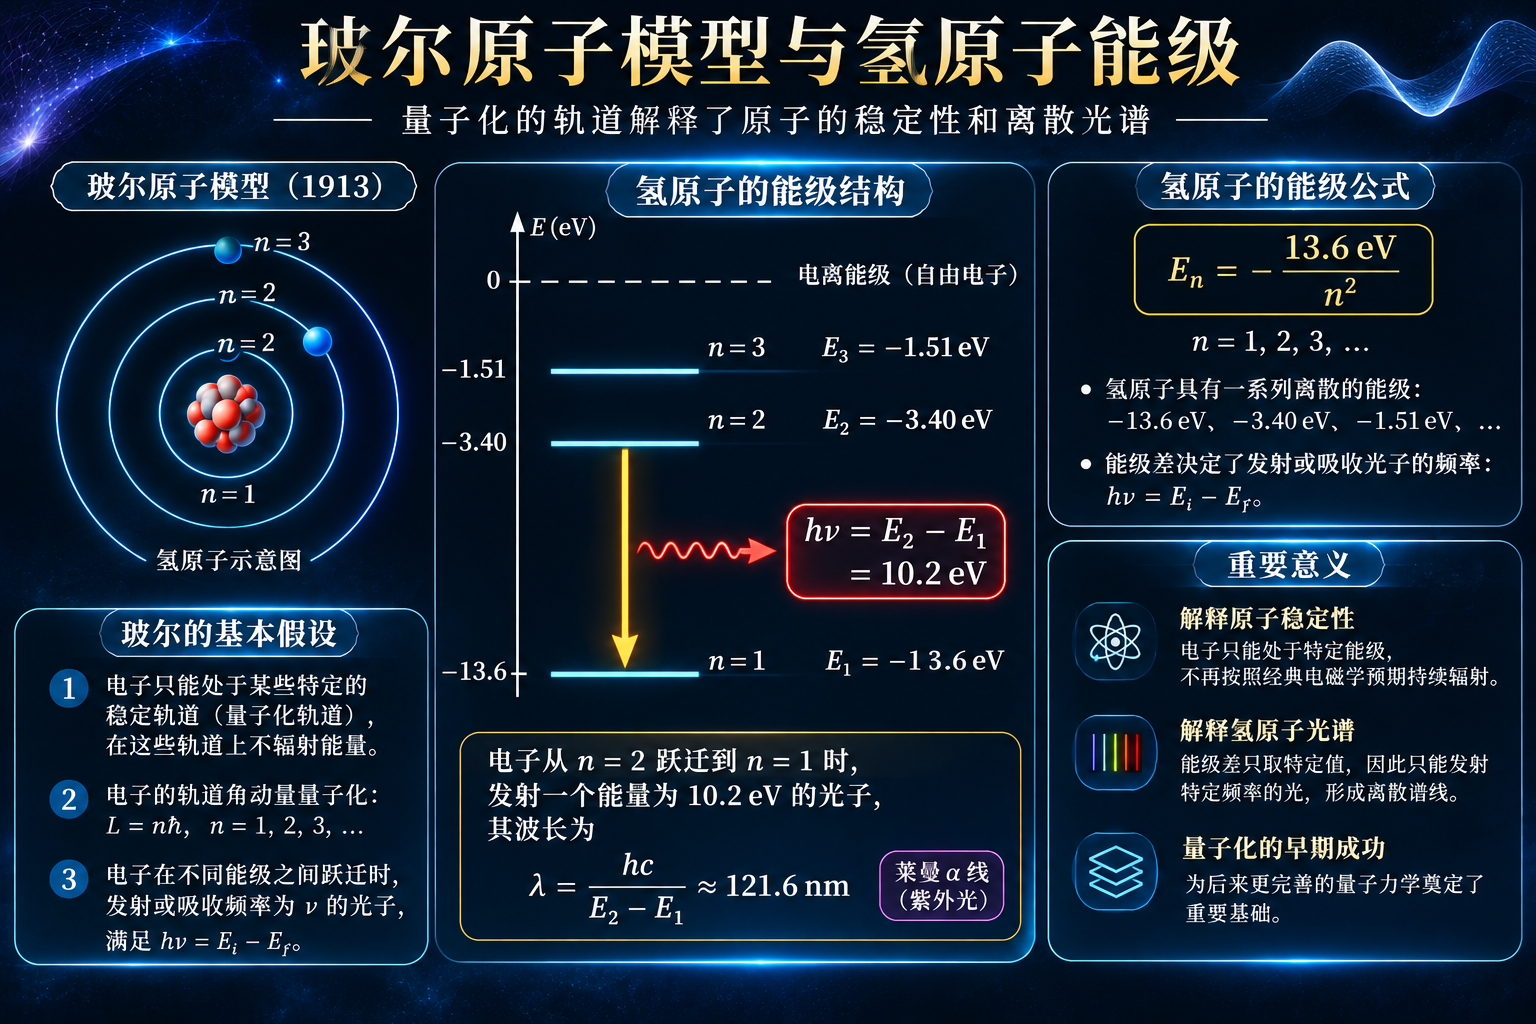 玻尔原子模型与氢原子能级
量子化的轨道解释了原子的稳定性和离散光谱
玻尔原子模型（1913）
n = 3
n = 2
n = 2
n = 1
氢原子示意图
玻尔的基本假设
1
电子只能处于某些特定的
稳定轨道（量子化轨道），
在这些轨道上不辐射能量。
2
电子的轨道角动量量子化：
L = nħ， n = 1, 2, 3, …
3
电子在不同能级之间跃迁时，
发射或吸收频率为 ν 的光子，
满足 hν = E_i − E_f。
氢原子的能级结构
E (eV)
0
电离能级（自由电子）
−1.51
n = 3
E₃ = −1.51 eV
−3.40
n = 2
E₂ = −3.40 eV
hν = E₂ − E₁
= 10.2 eV
−13.6
n = 1
E₁ = −13.6 eV
电子从 n = 2 跃迁到 n = 1 时，
发射一个能量为 10.2 eV 的光子，
其波长为
λ = hc / (E₂ − E₁) ≈ 121.6 nm
莱曼 α 线
（紫外光）
氢原子的能级公式
E_n = − 13.6 eV / n²
n = 1, 2, 3, …
• 氢原子具有一系列离散的能级：
−13.6 eV、−3.40 eV、−1.51 eV、…
• 能级差决定了发射或吸收光子的频率：
hν = E_i − E_f。
重要意义
解释原子稳定性
电子只能处于特定能级，
不再按照经典电磁学预期持续辐射。
解释氢原子光谱
能级差只取特定值，因此只能发射
特定频率的光，形成离散谱线。
量子化的早期成功
为后来更完善的量子力学奠定了
重要基础。